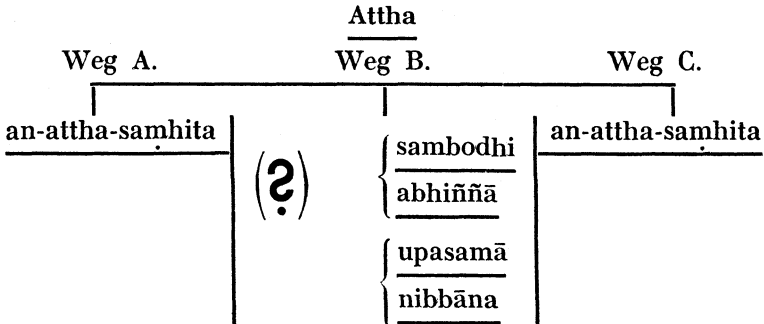 Attha
Weg A. Weg B. Weg C.
an-attha-saṃhita an-attha-saṃhita
(?) sambodhi
abhiññā
upasamā
nibbāna